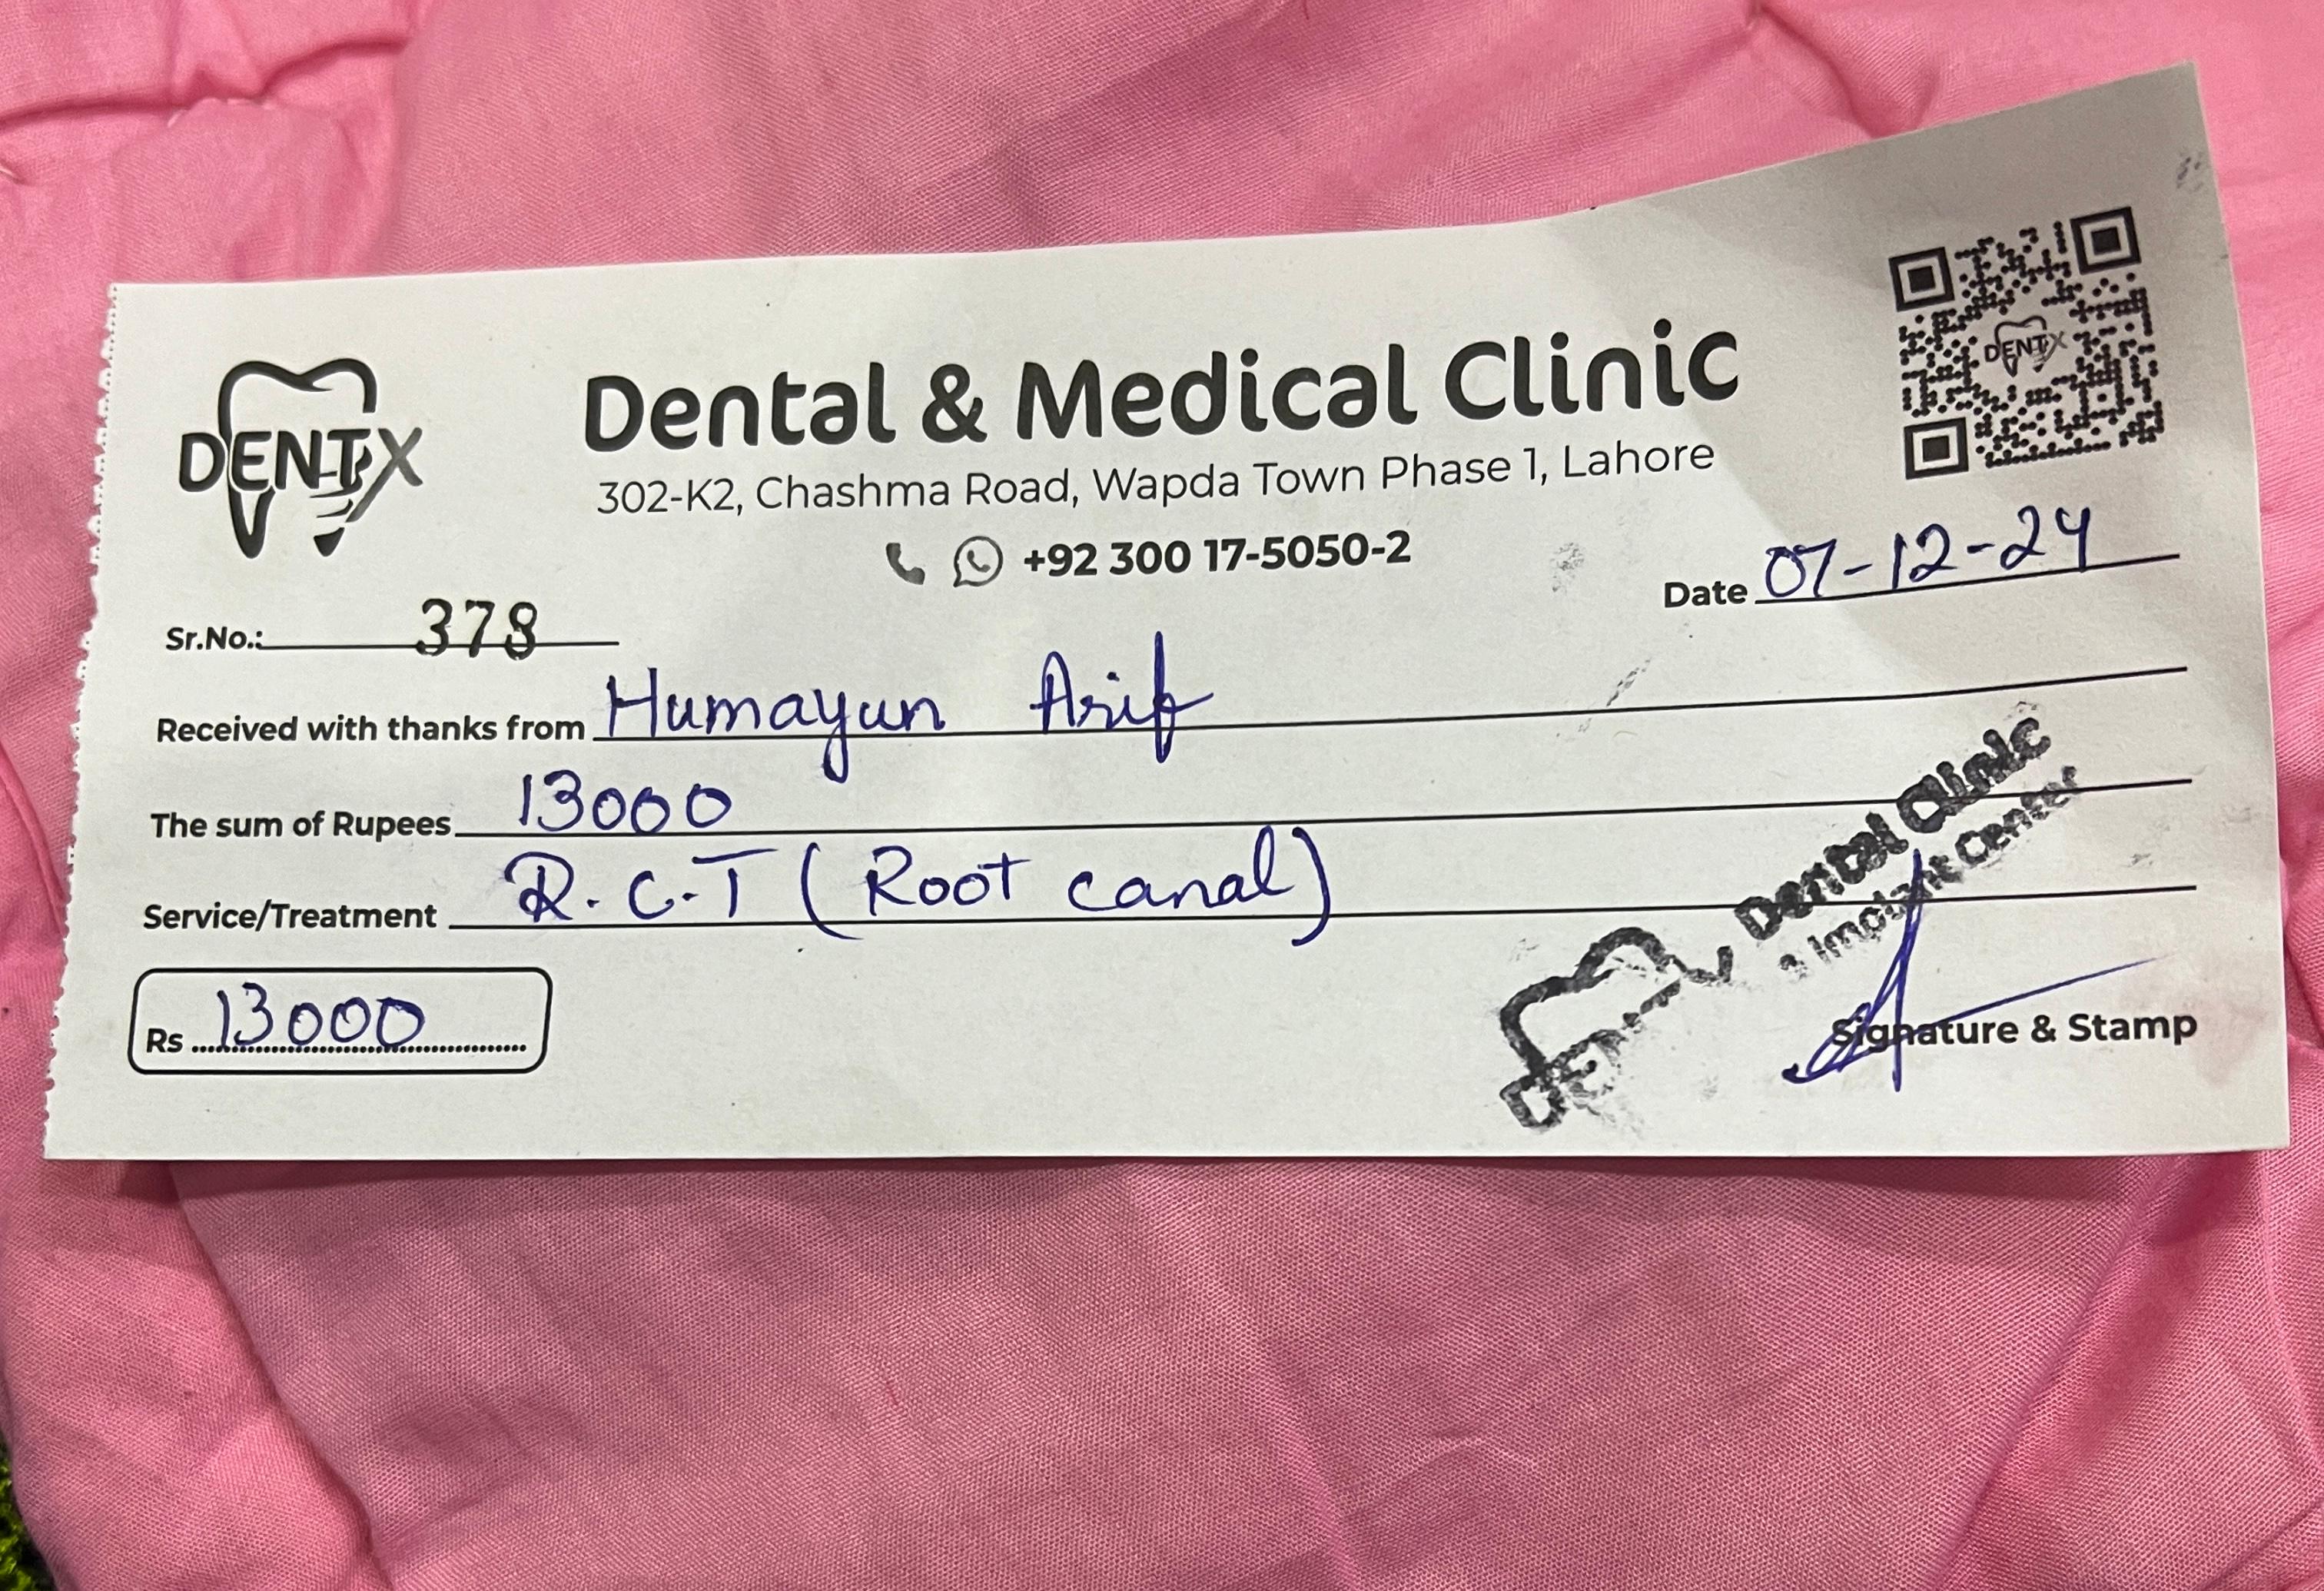 DENTX
Dental & Medical Clinic
302-K2, Chashma Road, Wapda Town Phase 1, Lahore
+92 300 17-5050-2
DENTX
Date 07-12-24
Sr.No.: 378
Received with thanks from Humayun Arif
The sum of Rupees 13000
Service/Treatment R.C.T (Root canal)
Rs 13000
Dental Clinic
& Implant Center
Signature & Stamp